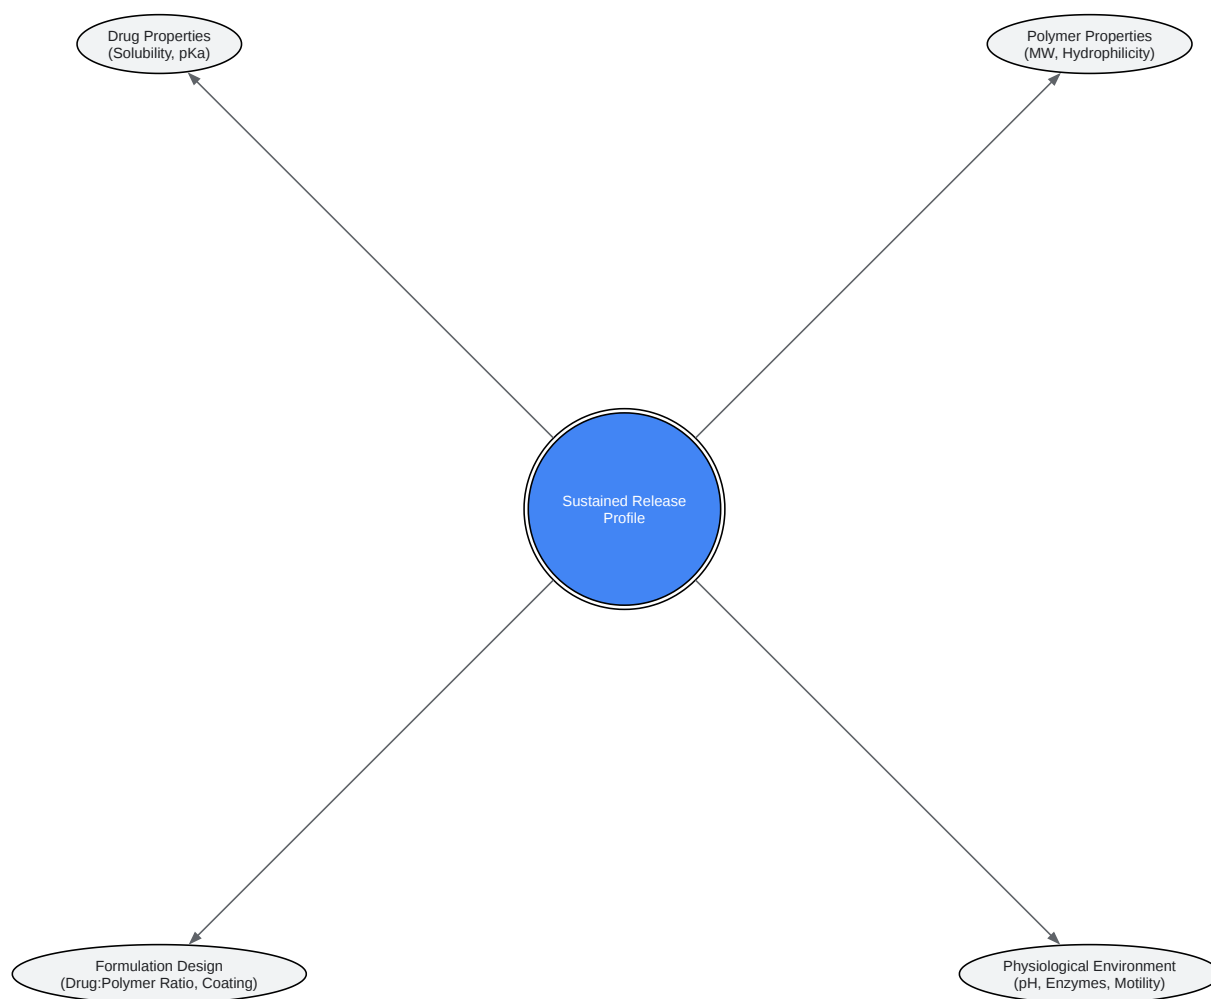 Drug Properties
(Solubility, pKa)
Polymer Properties
(MW, Hydrophilicity)
Sustained Release
Profile
Formulation Design
(Drug:Polymer Ratio, Coating)
Physiological Environment
(pH, Enzymes, Motility)